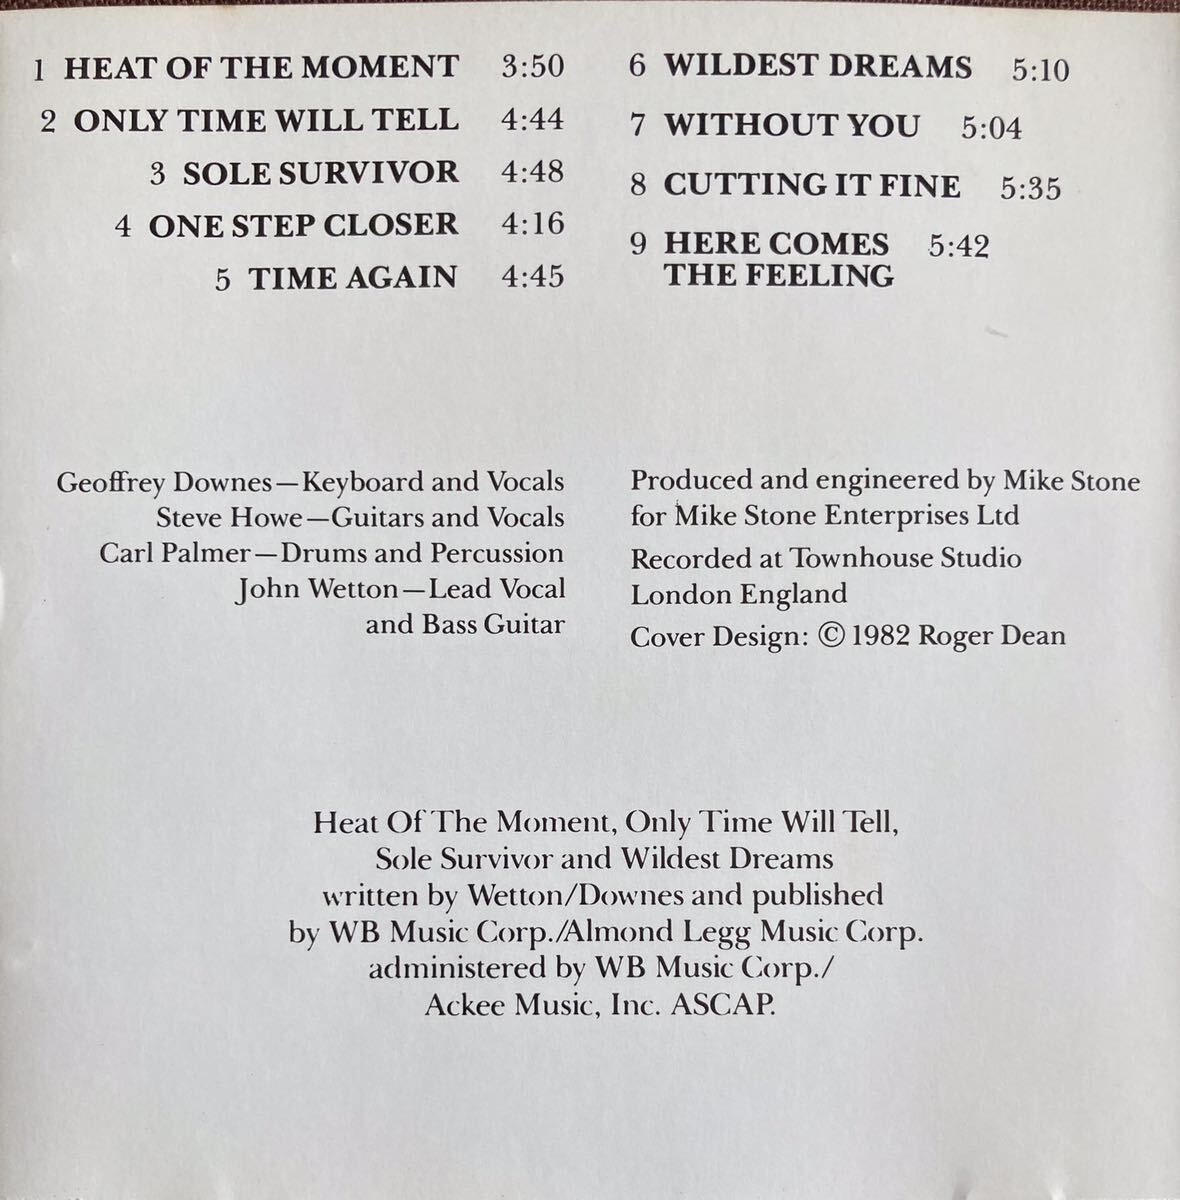 1 HEAT OF THE MOMENT 3:50
2 ONLY TIME WILL TELL 4:44
3 SOLE SURVIVOR 4:48
4 ONE STEP CLOSER 4:16
5 TIME AGAIN 4:45
6 WILDEST DREAMS 5:10
7 WITHOUT YOU 5:04
8 CUTTING IT FINE 5:35
9 HERE COMES 5:42
THE FEELING
Geoffrey Downes—Keyboard and Vocals
Steve Howe—Guitars and Vocals
Carl Palmer—Drums and Percussion
John Wetton—Lead Vocal
and Bass Guitar
Produced and engineered by Mike Stone
for Mike Stone Enterprises Ltd
Recorded at Townhouse Studio
London England
Cover Design: © 1982 Roger Dean
Heat Of The Moment, Only Time Will Tell,
Sole Survivor and Wildest Dreams
written by Wetton/Downes and published
by WB Music Corp./Almond Legg Music Corp.
administered by WB Music Corp./
Ackee Music, Inc. ASCAP.